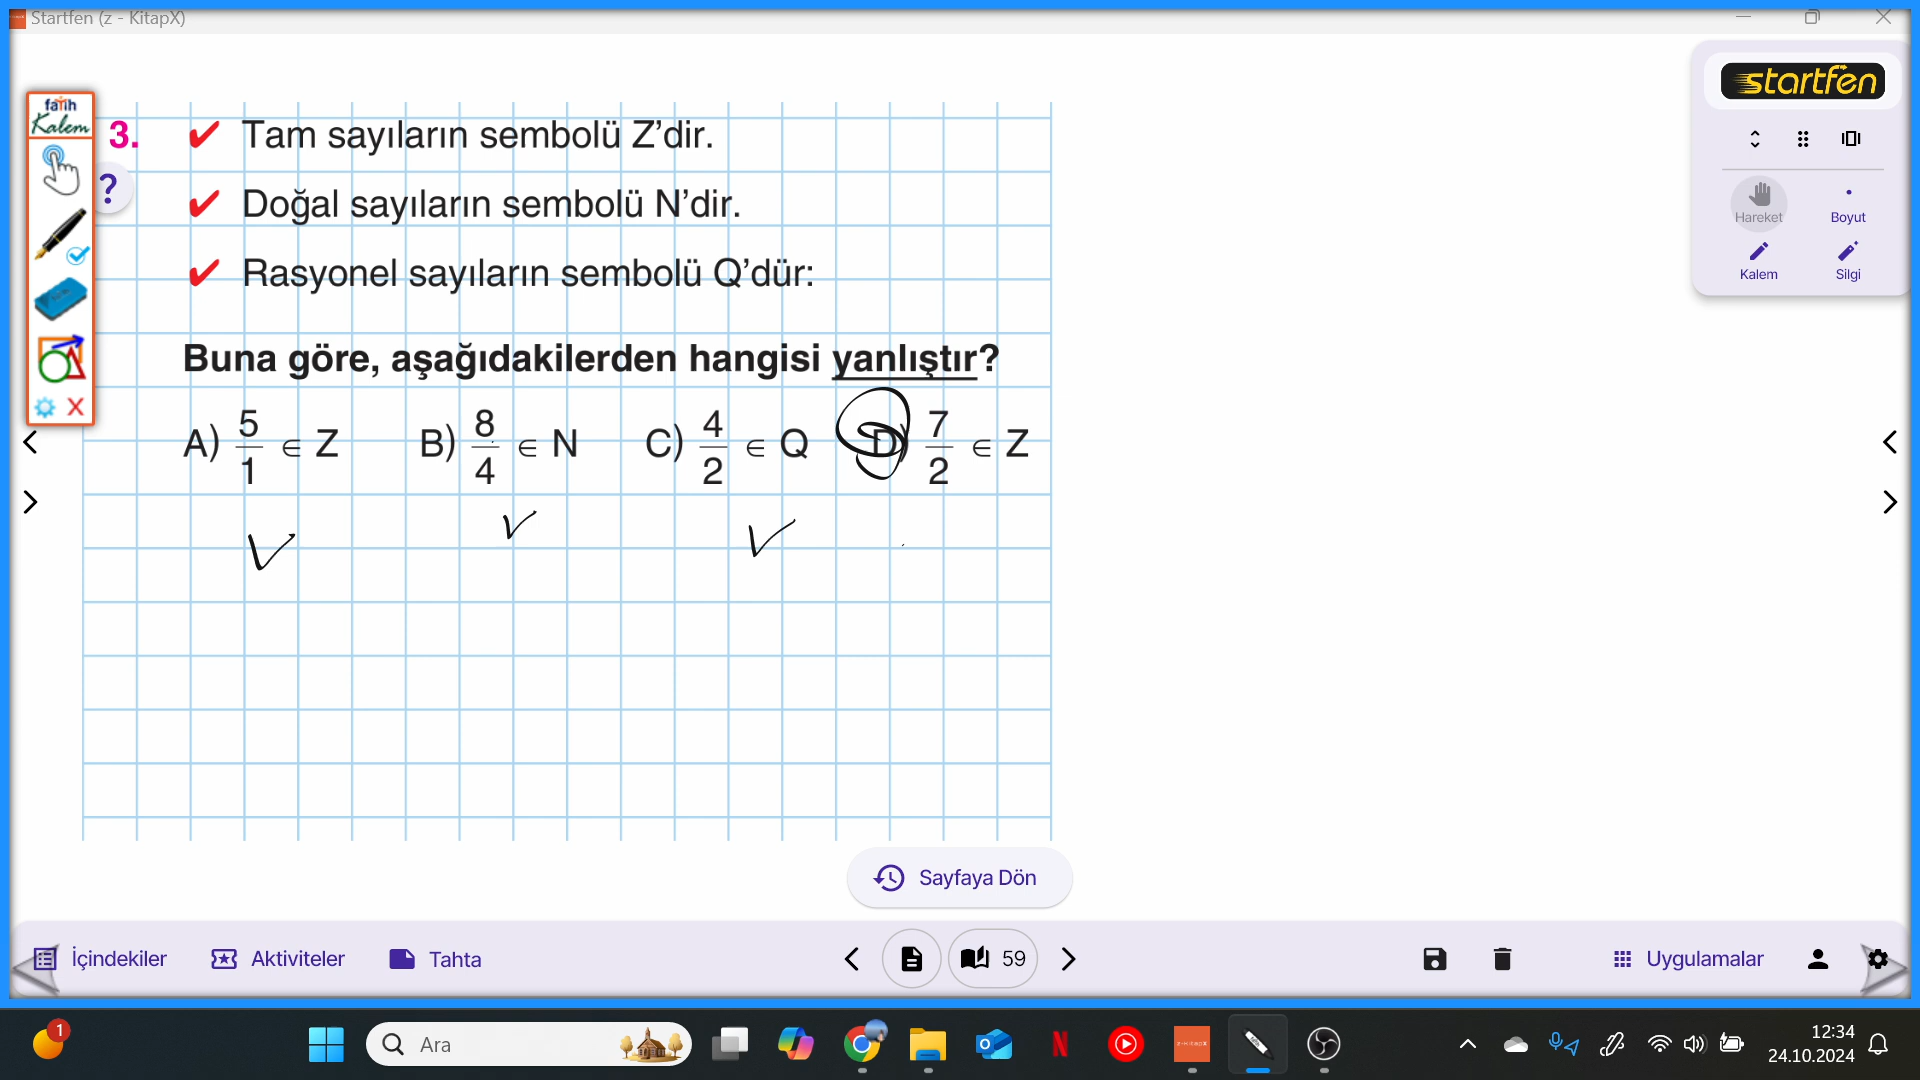 Startfen (z - KitapX)
fatih
Kalem
startfen
Hareket
Boyut
Kalem
Silgi
3. ✔ Tam sayıların sembolü Z’dir.
?
✔ Doğal sayıların sembolü N’dir.
✔ Rasyonel sayıların sembolü Q’dür:
Buna göre, aşağıdakilerden hangisi yanlıştır?
A) 5/1 ∈ Z B) 8/4 ∈ N C) 4/2 ∈ Q D) 7/2 ∈ Z
Sayfaya Dön
İçindekiler Aktiviteler Tahta 59 Uygulamalar
1
Ara
z-KitapX
12:34
24.10.2024